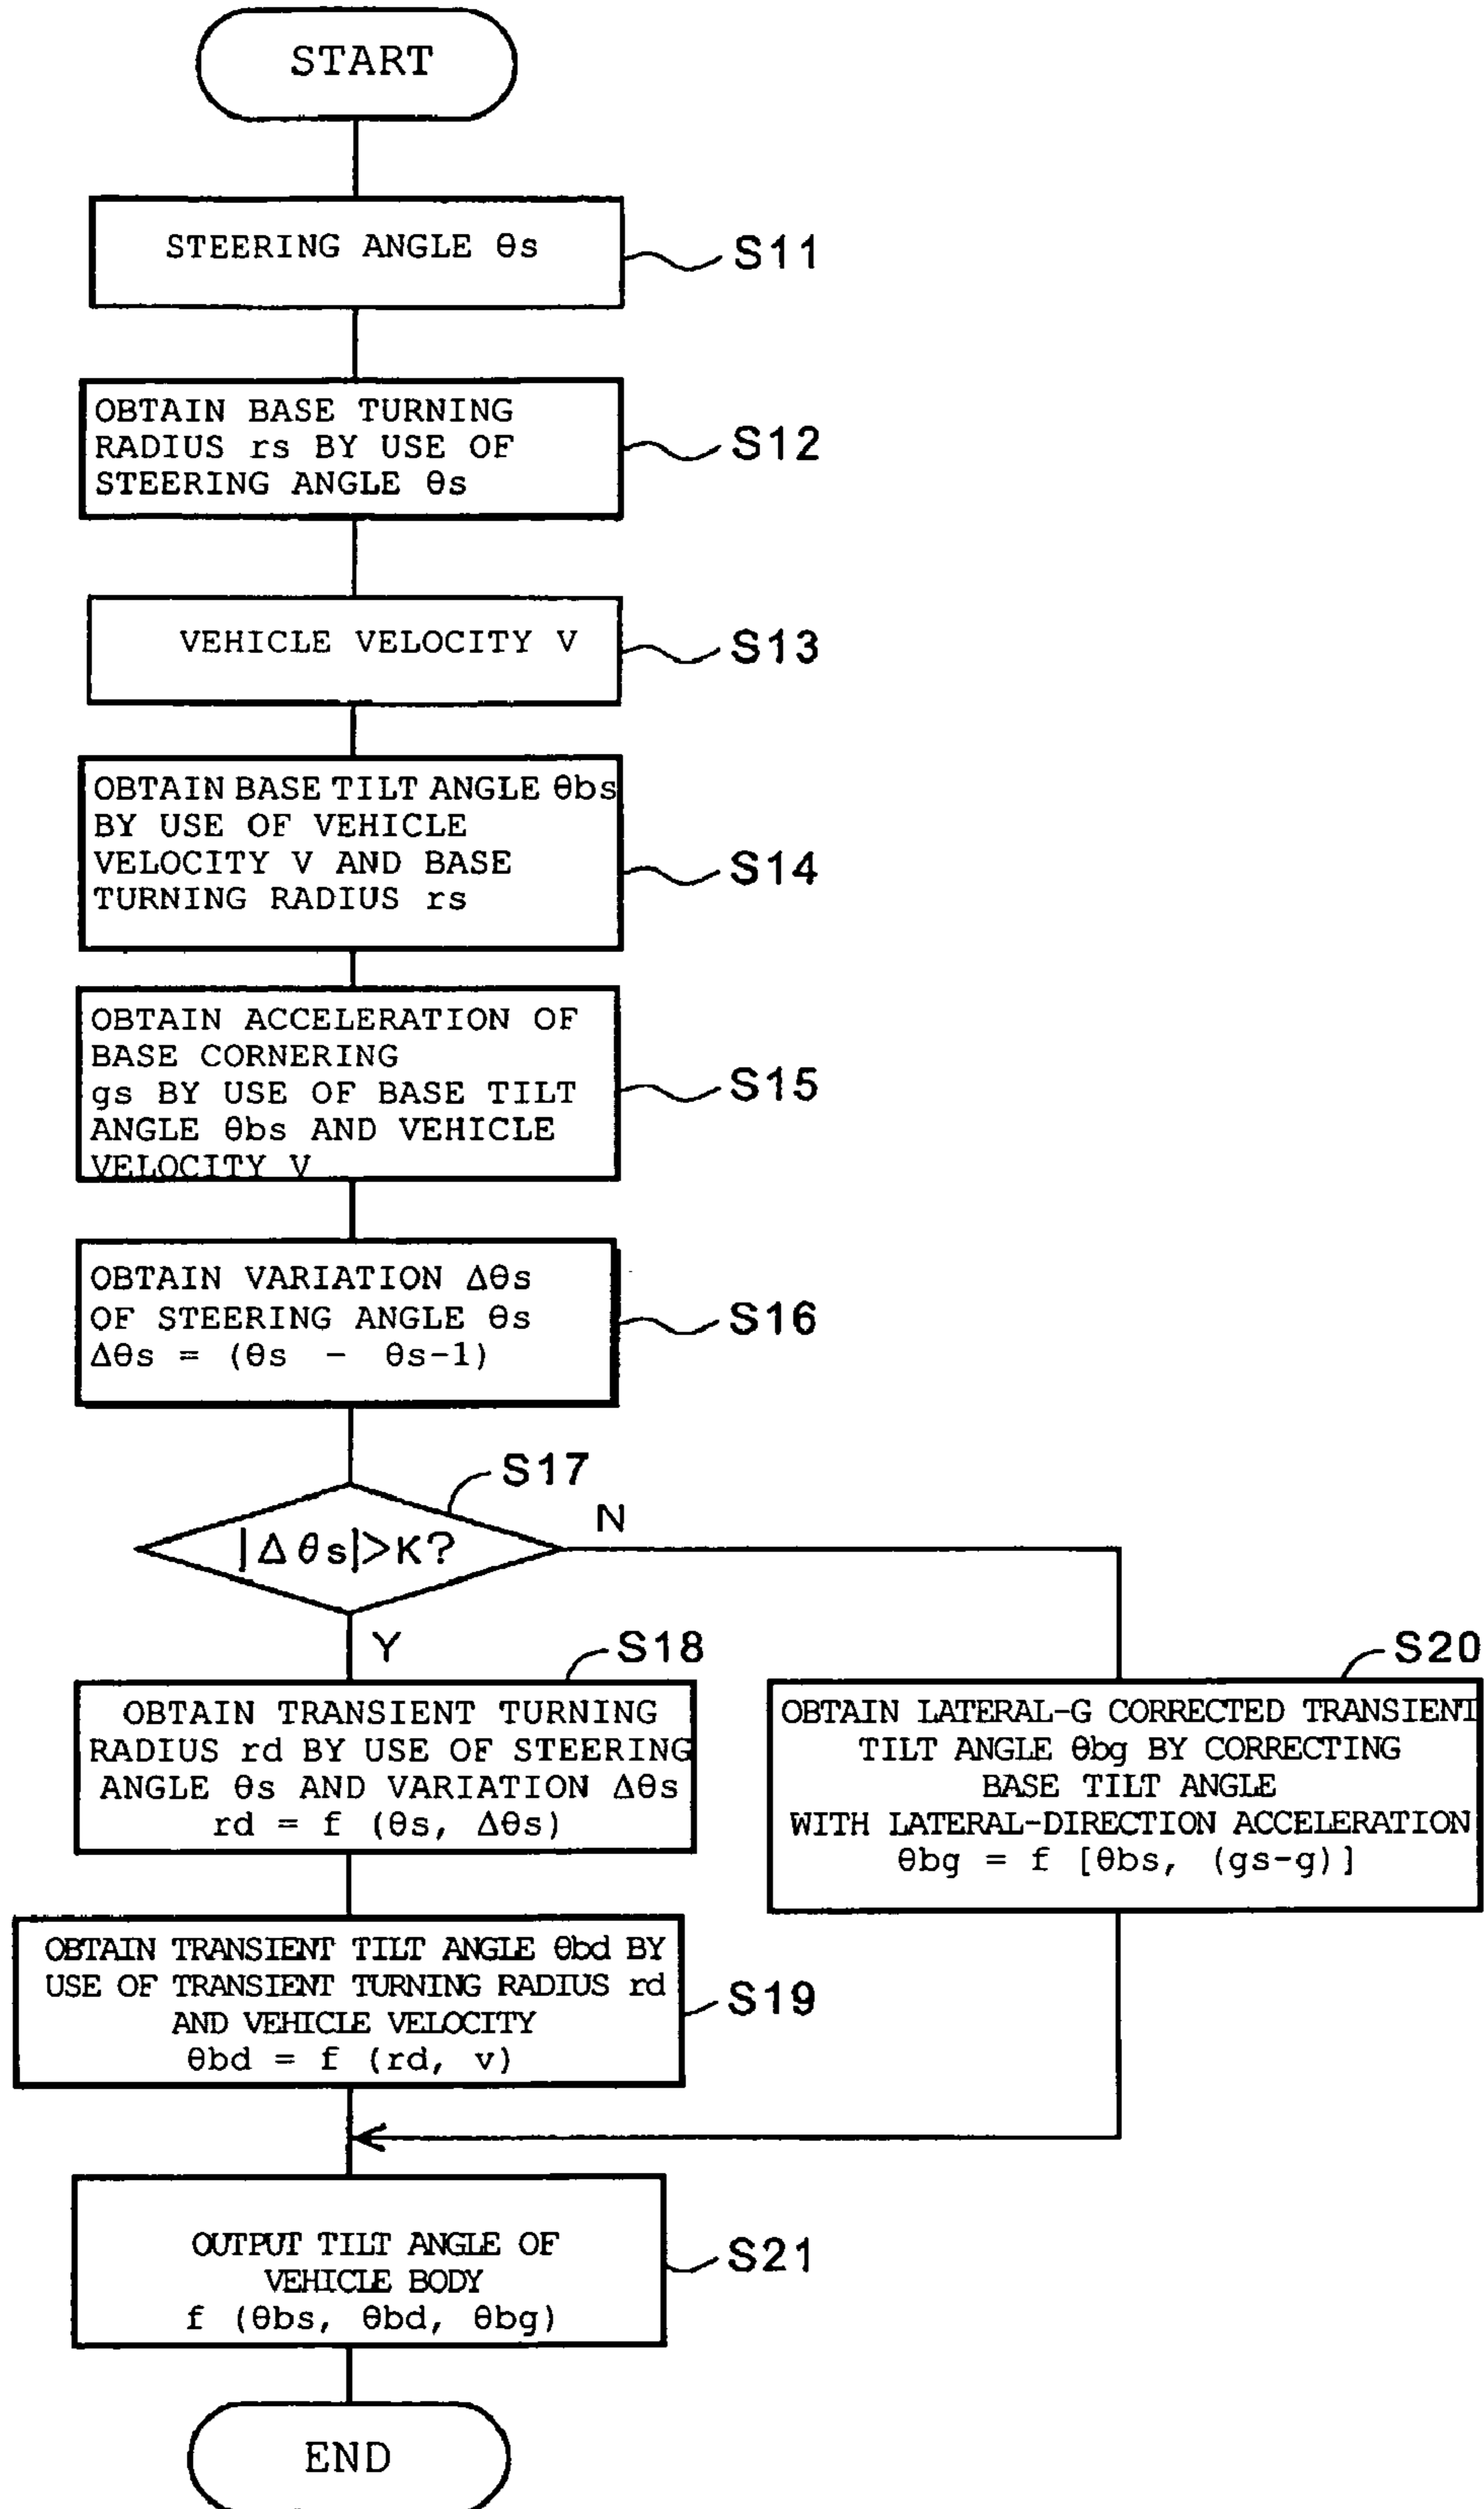 START
STEERING ANGLE θs
S11
OBTAIN BASE TURNING
RADIUS rs BY USE OF
STEERING ANGLE θs
S12
VEHICLE VELOCITY V
S13
OBTAIN BASE TILT ANGLE θbs
BY USE OF VEHICLE
VELOCITY V AND BASE
TURNING RADIUS rs
S14
OBTAIN ACCELERATION OF
BASE CORNERING
gs BY USE OF BASE TILT
ANGLE θbs AND VEHICLE
VELOCITY V
S15
OBTAIN VARIATION Δθs
OF STEERING ANGLE θs
Δθs = (θs - θs-1)
S16
S17
|Δθs|>K?
N
Y
S18
OBTAIN TRANSIENT TURNING
RADIUS rd BY USE OF STEERING
ANGLE θs AND VARIATION Δθs
rd = f (θs, Δθs)
S20
OBTAIN LATERAL-G CORRECTED TRANSIENT
TILT ANGLE θbg BY CORRECTING
BASE TILT ANGLE
WITH LATERAL-DIRECTION ACCELERATION
θbg = f [θbs, (gs-g)]
OBTAIN TRANSIENT TILT ANGLE θbd BY
USE OF TRANSIENT TURNING RADIUS rd
AND VEHICLE VELOCITY
θbd = f (rd, v)
S19
OUTPUT TILT ANGLE OF
VEHICLE BODY
f (θbs, θbd, θbg)
S21
END